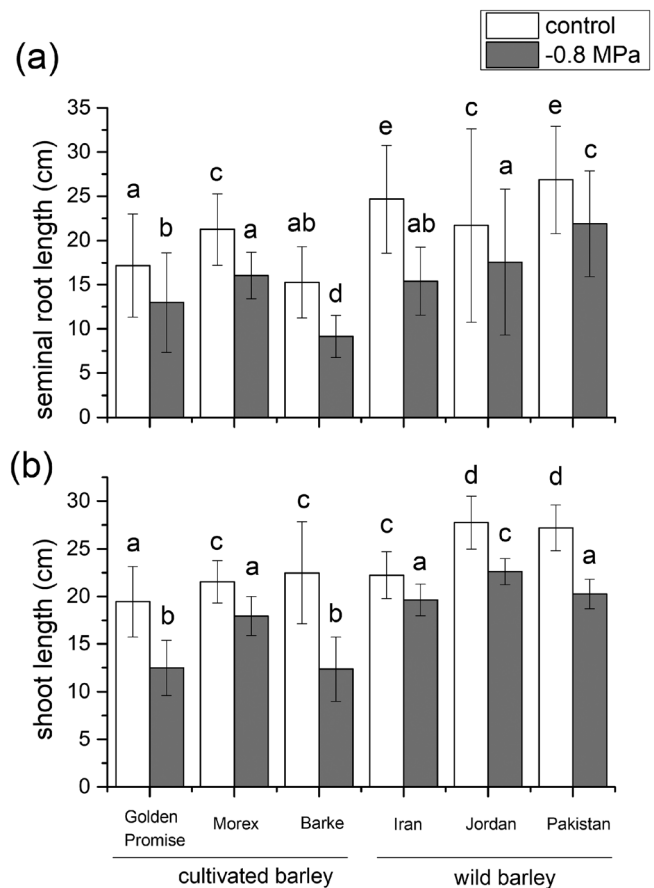 control
-0.8 MPa
(a)
seminal root length (cm)
35
30
25
20
15
10
5
0
a
b
c
a
ab
d
e
ab
c
a
e
c
(b)
shoot length (cm)
30
25
20
15
10
5
0
a
b
c
a
c
b
c
a
d
c
d
a
Golden
Promise
Morex
Barke
Iran
Jordan
Pakistan
cultivated barley
wild barley